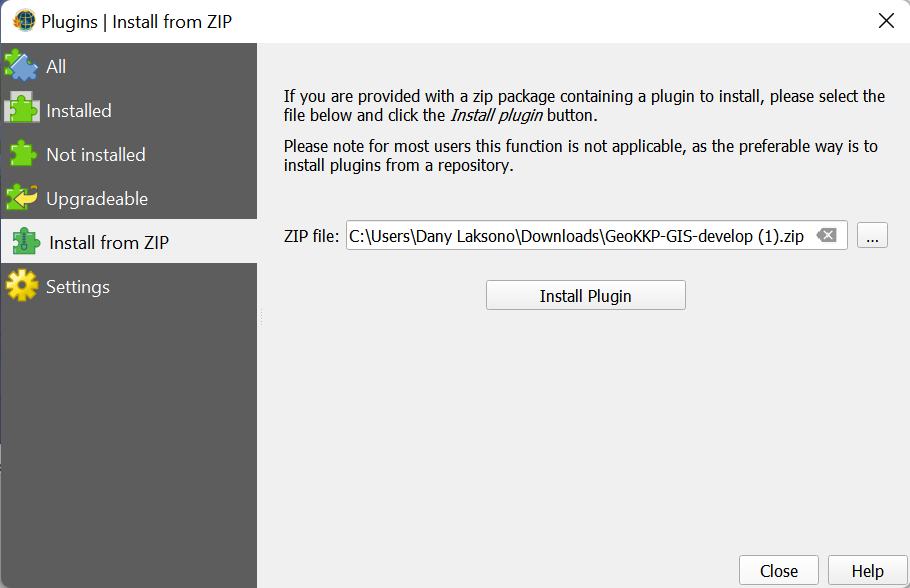 Plugins | Install from ZIP
All
Installed
Not installed
Upgradeable
Install from ZIP
Settings
If you are provided with a zip package containing a plugin to install, please select the
file below and click the Install plugin button.
Please note for most users this function is not applicable, as the preferable way is to
install plugins from a repository.
ZIP file: C:\Users\Dany Laksono\Downloads\GeoKKP-GIS-develop (1).zip ...
Install Plugin
Close Help